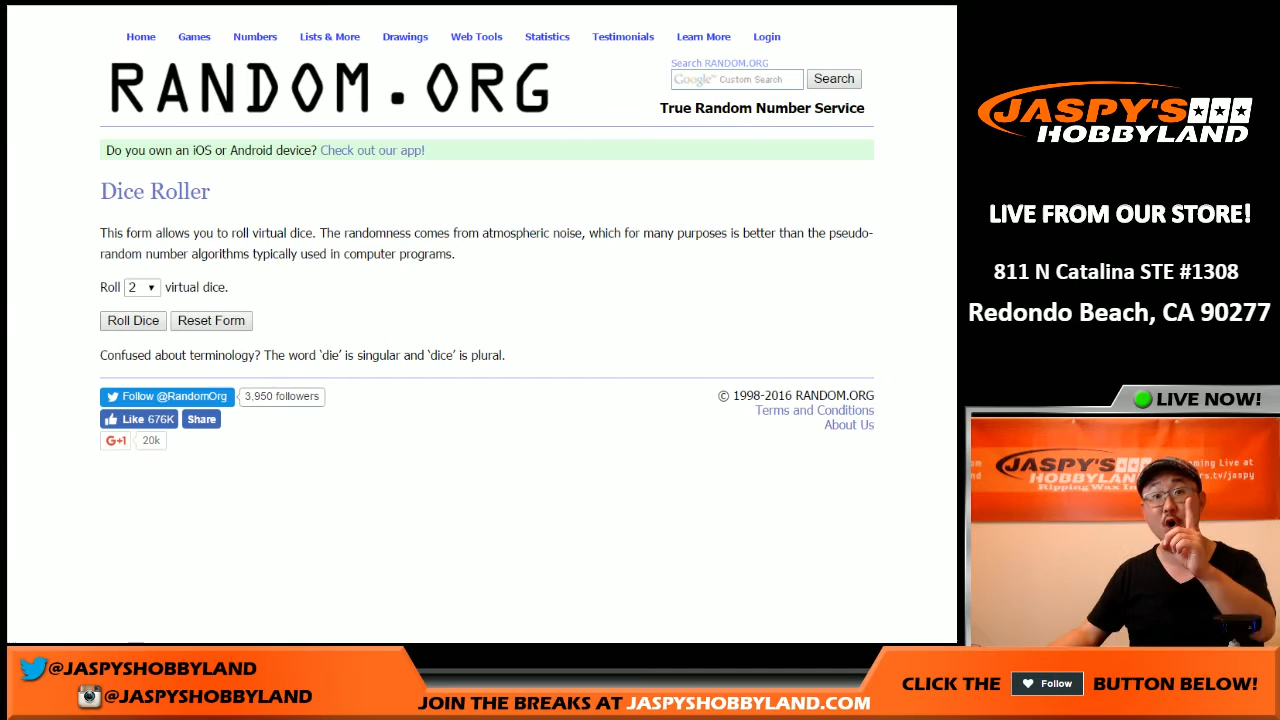 Home Games Numbers Lists & More Drawings Web Tools Statistics Testimonials Learn More Login
RANDOM.ORG
Search RANDOM.ORG
Google™ Custom Search Search
True Random Number Service
Do you own an iOS or Android device? Check out our app!
Dice Roller
This form allows you to roll virtual dice. The randomness comes from atmospheric noise, which for many purposes is better than the pseudo-
random number algorithms typically used in computer programs.
Roll 2 virtual dice.
Roll Dice Reset Form
Confused about terminology? The word ‘die’ is singular and ‘dice’ is plural.
Follow @RandomOrg 3,950 followers
Like 676K Share
G+1 20k
© 1998-2016 RANDOM.ORG
Terms and Conditions
About Us
JASPY'S
HOBBYLAND
LIVE FROM OUR STORE!
811 N Catalina STE #1308
Redondo Beach, CA 90277
LIVE NOW!
JASPY'S
HOBBYLAND
Ripping Wax
Live at
.tv/jaspy
@JASPYSHOBBYLAND
@JASPYSHOBBYLAND
JOIN THE BREAKS AT JASPYSHOBBYLAND.COM
CLICK THE Follow BUTTON BELOW!